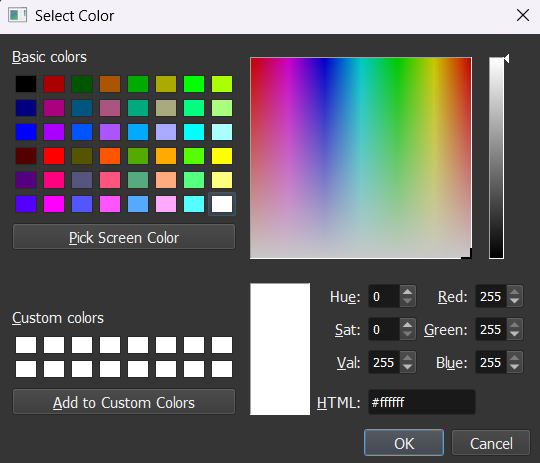 Select Color
Basic colors
Pick Screen Color
Custom colors
Add to Custom Colors
Hue: 0 Red: 255
Sat: 0 Green: 255
Val: 255 Blue: 255
HTML: #ffffff
OK Cancel